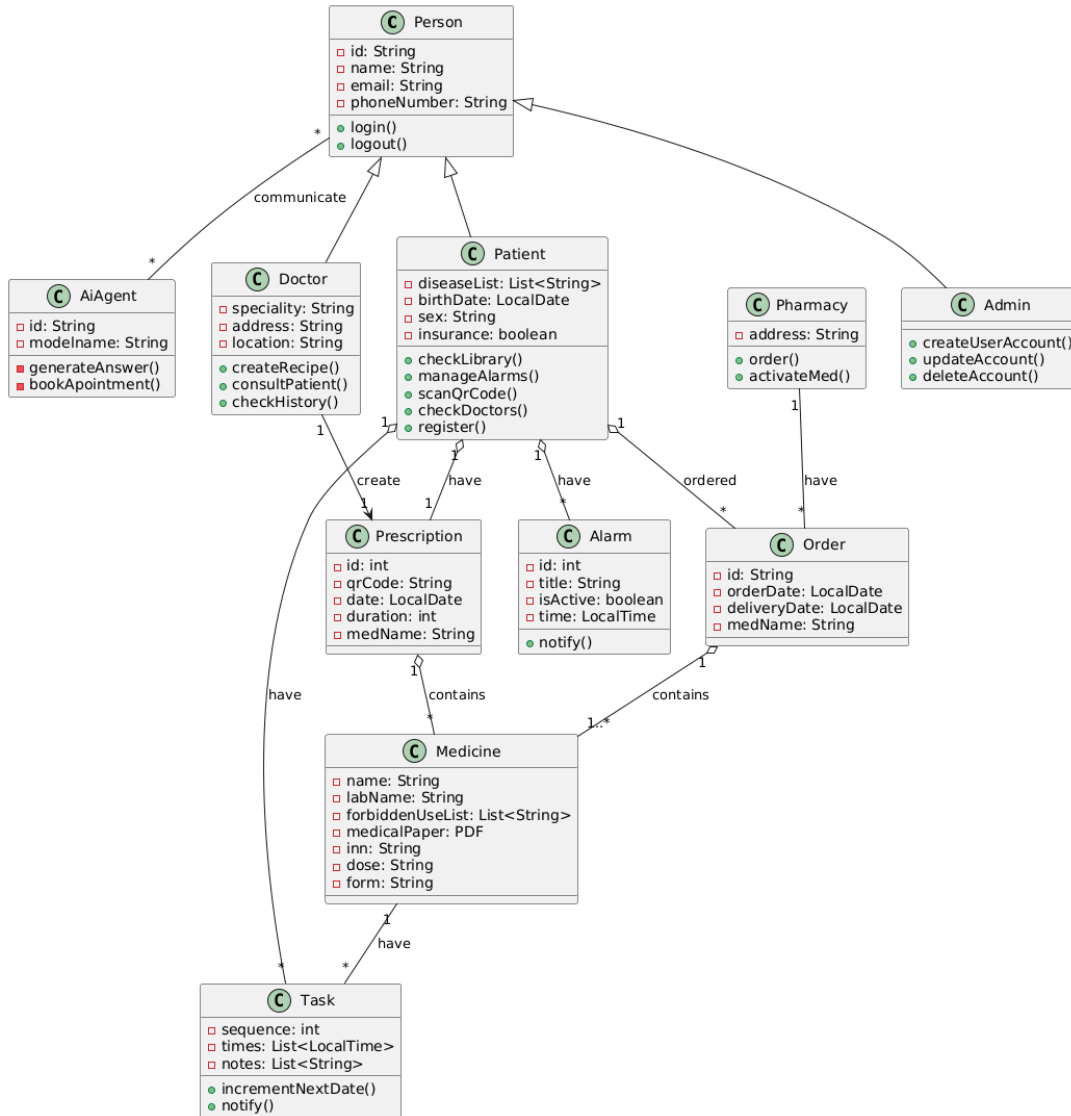 C Person
id: String
name: String
email: String
phoneNumber: String
login()
logout()
*
communicate
*
C AiAgent
id: String
modelname: String
generateAnswer()
bookApointment()
C Doctor
speciality: String
address: String
location: String
createRecipe()
consultPatient()
checkHistory()
C Patient
diseaseList: List<String>
birthDate: LocalDate
sex: String
insurance: boolean
checkLibrary()
manageAlarms()
scanQrCode()
checkDoctors()
register()
C Pharmacy
address: String
order()
activateMed()
C Admin
createUserAccount()
updateAccount()
deleteAccount()
1
create
1
1
have
1
1
have
*
1
ordered
*
1
have
*
1
have
*
C Prescription
id: int
qrCode: String
date: LocalDate
duration: int
medName: String
C Alarm
id: int
title: String
isActive: boolean
time: LocalTime
notify()
C Order
id: String
orderDate: LocalDate
deliveryDate: LocalDate
medName: String
1
contains
*
1
contains
1..*
C Medicine
name: String
labName: String
forbiddenUseList: List<String>
medicalPaper: PDF
inn: String
dose: String
form: String
1
have
*
C Task
sequence: int
times: List<LocalTime>
notes: List<String>
incrementNextDate()
notify()